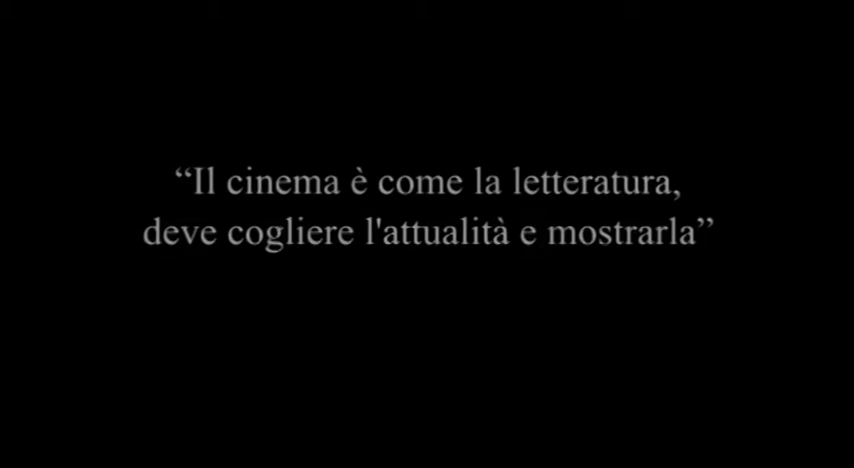 “Il cinema è come la letteratura,
deve cogliere l'attualità e mostrarla”